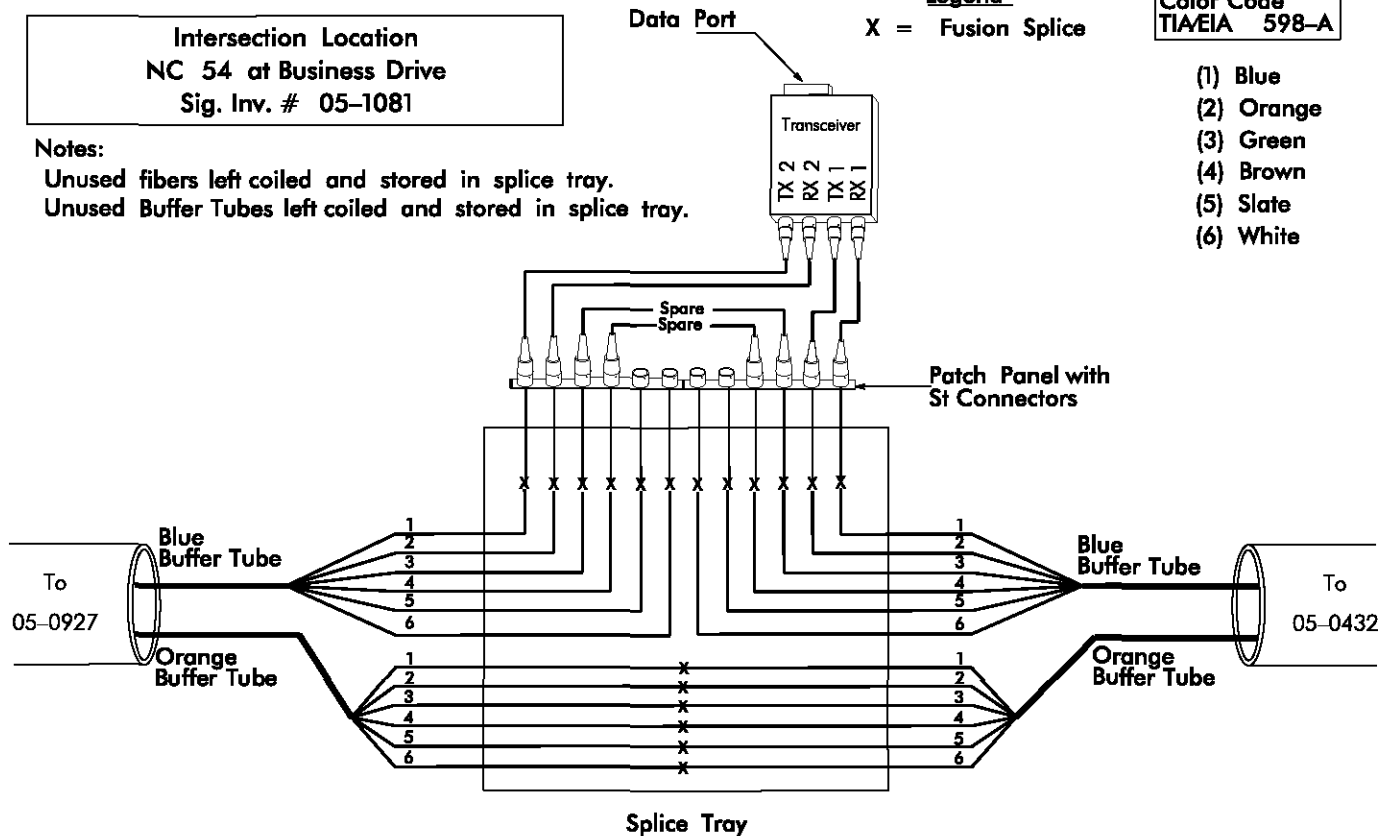 Intersection Location
NC 54 at Business Drive
Sig. Inv. # 05–1081
Notes:
Unused fibers left coiled and stored in splice tray.
Unused Buffer Tubes left coiled and stored in splice tray.
Data Port
Legend
X = Fusion Splice
Color Code
TIA/EIA 598–A
(1) Blue
(2) Orange
(3) Green
(4) Brown
(5) Slate
(6) White
Transceiver
TX 2
RX 2
TX 1
RX 1
Spare
Spare
Patch Panel with
St Connectors
X X X X X X X X X X X X
Blue
Buffer Tube
1
2
3
4
5
6
1
2
3
4
5
6
Blue
Buffer Tube
To
05–0927
To
05–0432
Orange
Buffer Tube
1
2
3
4
5
6
X
X
X
X
X
X
1
2
3
4
5
6
Orange
Buffer Tube
Splice Tray